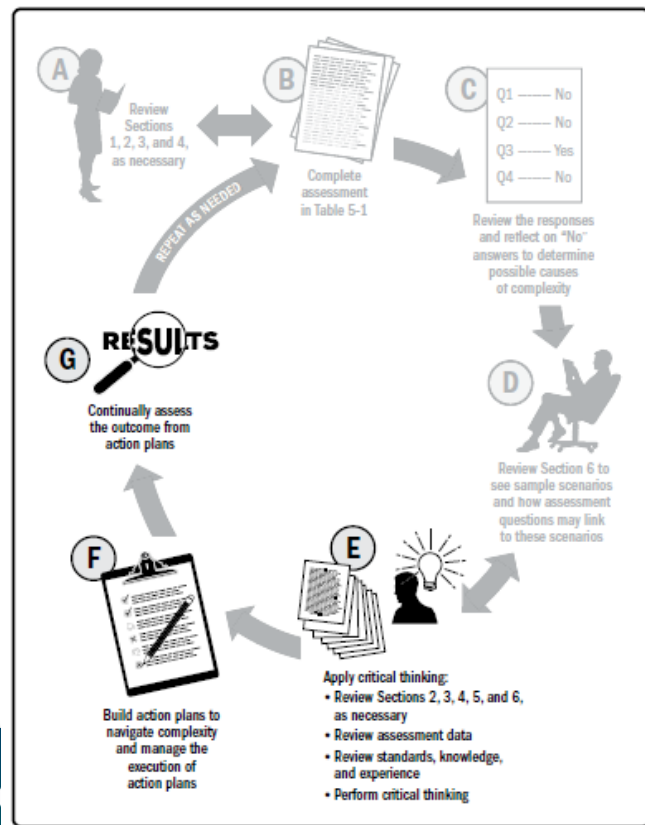 A
Review
Sections
1, 2, 3, and 4,
as necessary
B
Complete
assessment
in Table 5-1
C
Q1 —— No
Q2 —— No
Q3 —— Yes
Q4 —— No
Review the responses
and reflect on “No”
answers to determine
possible causes
of complexity
REPEAT AS NEEDED
G
RESULTS
Continually assess
the outcome from
action plans
D
Review Section 6 to
see sample scenarios
and how assessment
questions may link
to these scenarios
F
Build action plans to
navigate complexity
and manage the
execution of
action plans
E
Apply critical thinking:
• Review Sections 2, 3, 4, 5, and 6,
as necessary
• Review assessment data
• Review standards, knowledge,
and experience
• Perform critical thinking